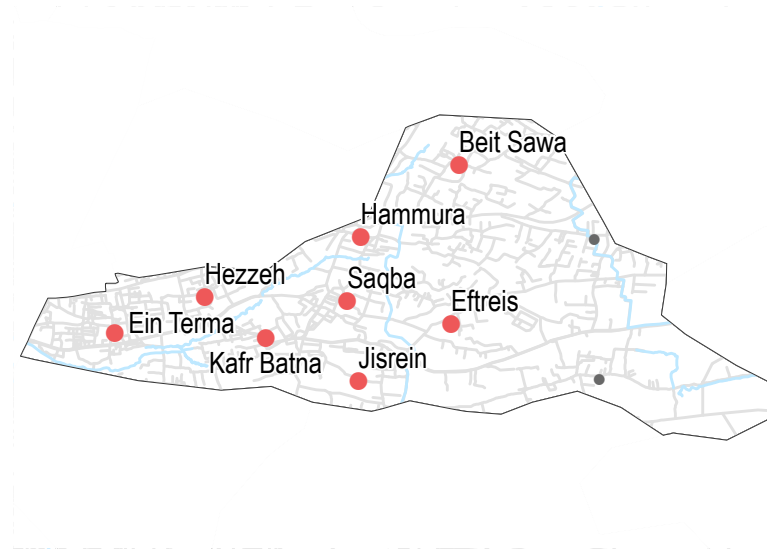 Beit Sawa
Hammura
Hezzeh
Saqba
Eftreis
Ein Terma
Kafr Batna
Jisrein